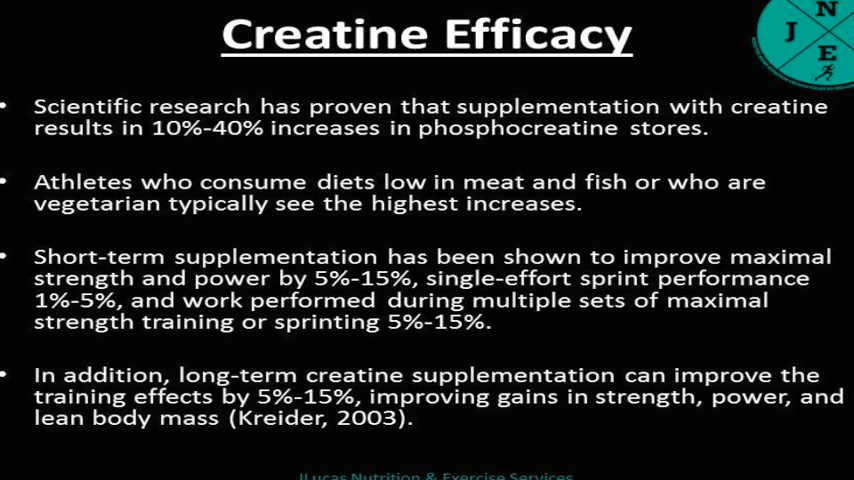 Creatine Efficacy
J
N
E
• Scientific research has proven that supplementation with creatine
results in 10%-40% increases in phosphocreatine stores.
• Athletes who consume diets low in meat and fish or who are
vegetarian typically see the highest increases.
• Short-term supplementation has been shown to improve maximal
strength and power by 5%-15%, single-effort sprint performance
1%-5%, and work performed during multiple sets of maximal
strength training or sprinting 5%-15%.
• In addition, long-term creatine supplementation can improve the
training effects by 5%-15%, improving gains in strength, power, and
lean body mass (Kreider, 2003).
JLucas Nutrition & Exercise Services